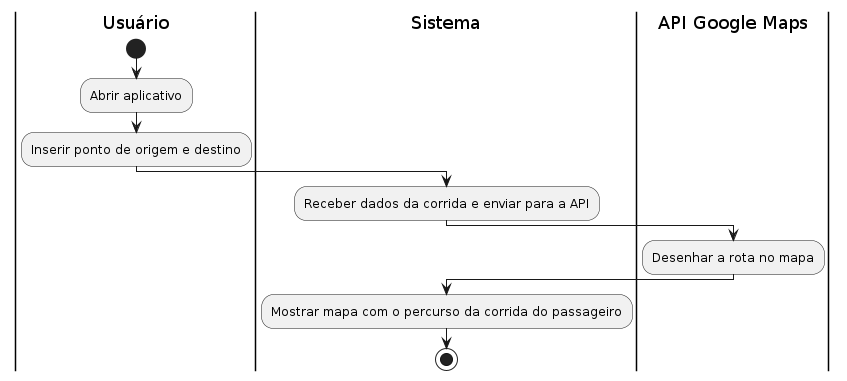 Usuário
Sistema
API Google Maps
Abrir aplicativo
Inserir ponto de origem e destino
Receber dados da corrida e enviar para a API
Desenhar a rota no mapa
Mostrar mapa com o percurso da corrida do passageiro